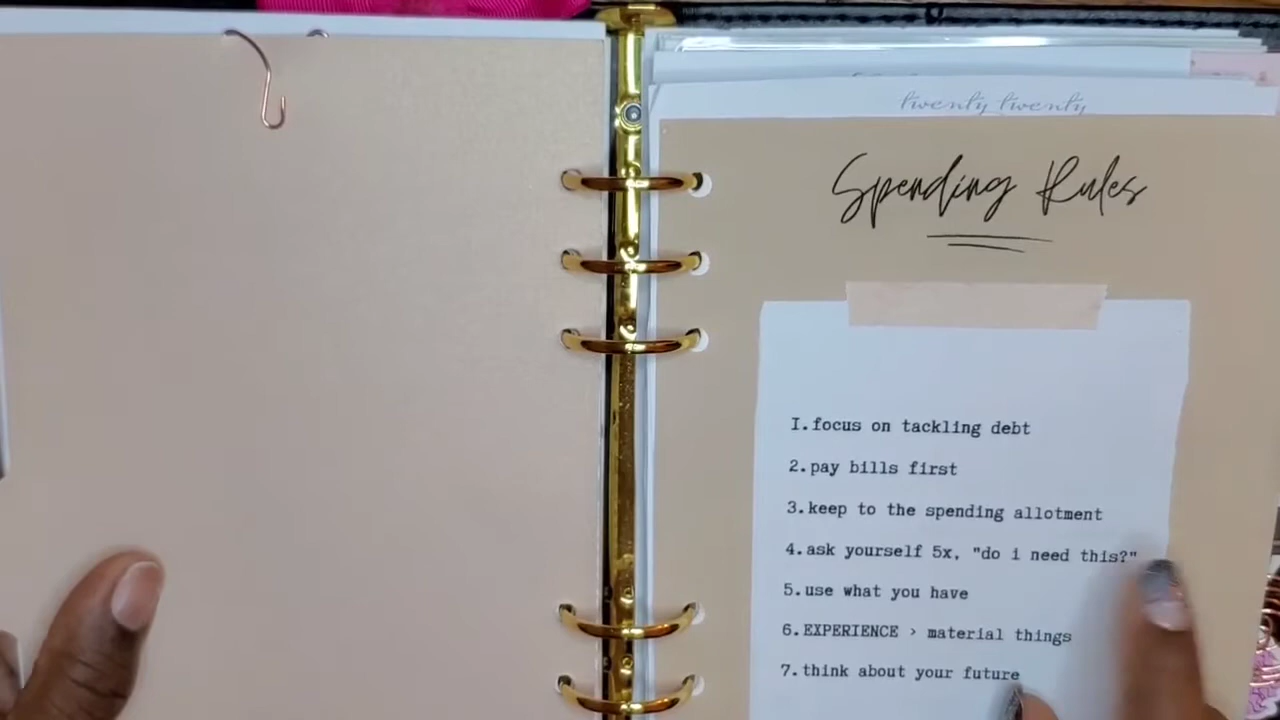 twenty twenty
Spending Rules
1.focus on tackling debt
2.pay bills first
3.keep to the spending allotment
4.ask yourself 5x, "do i need this?"
5.use what you have
6.EXPERIENCE > material things
7.think about your future